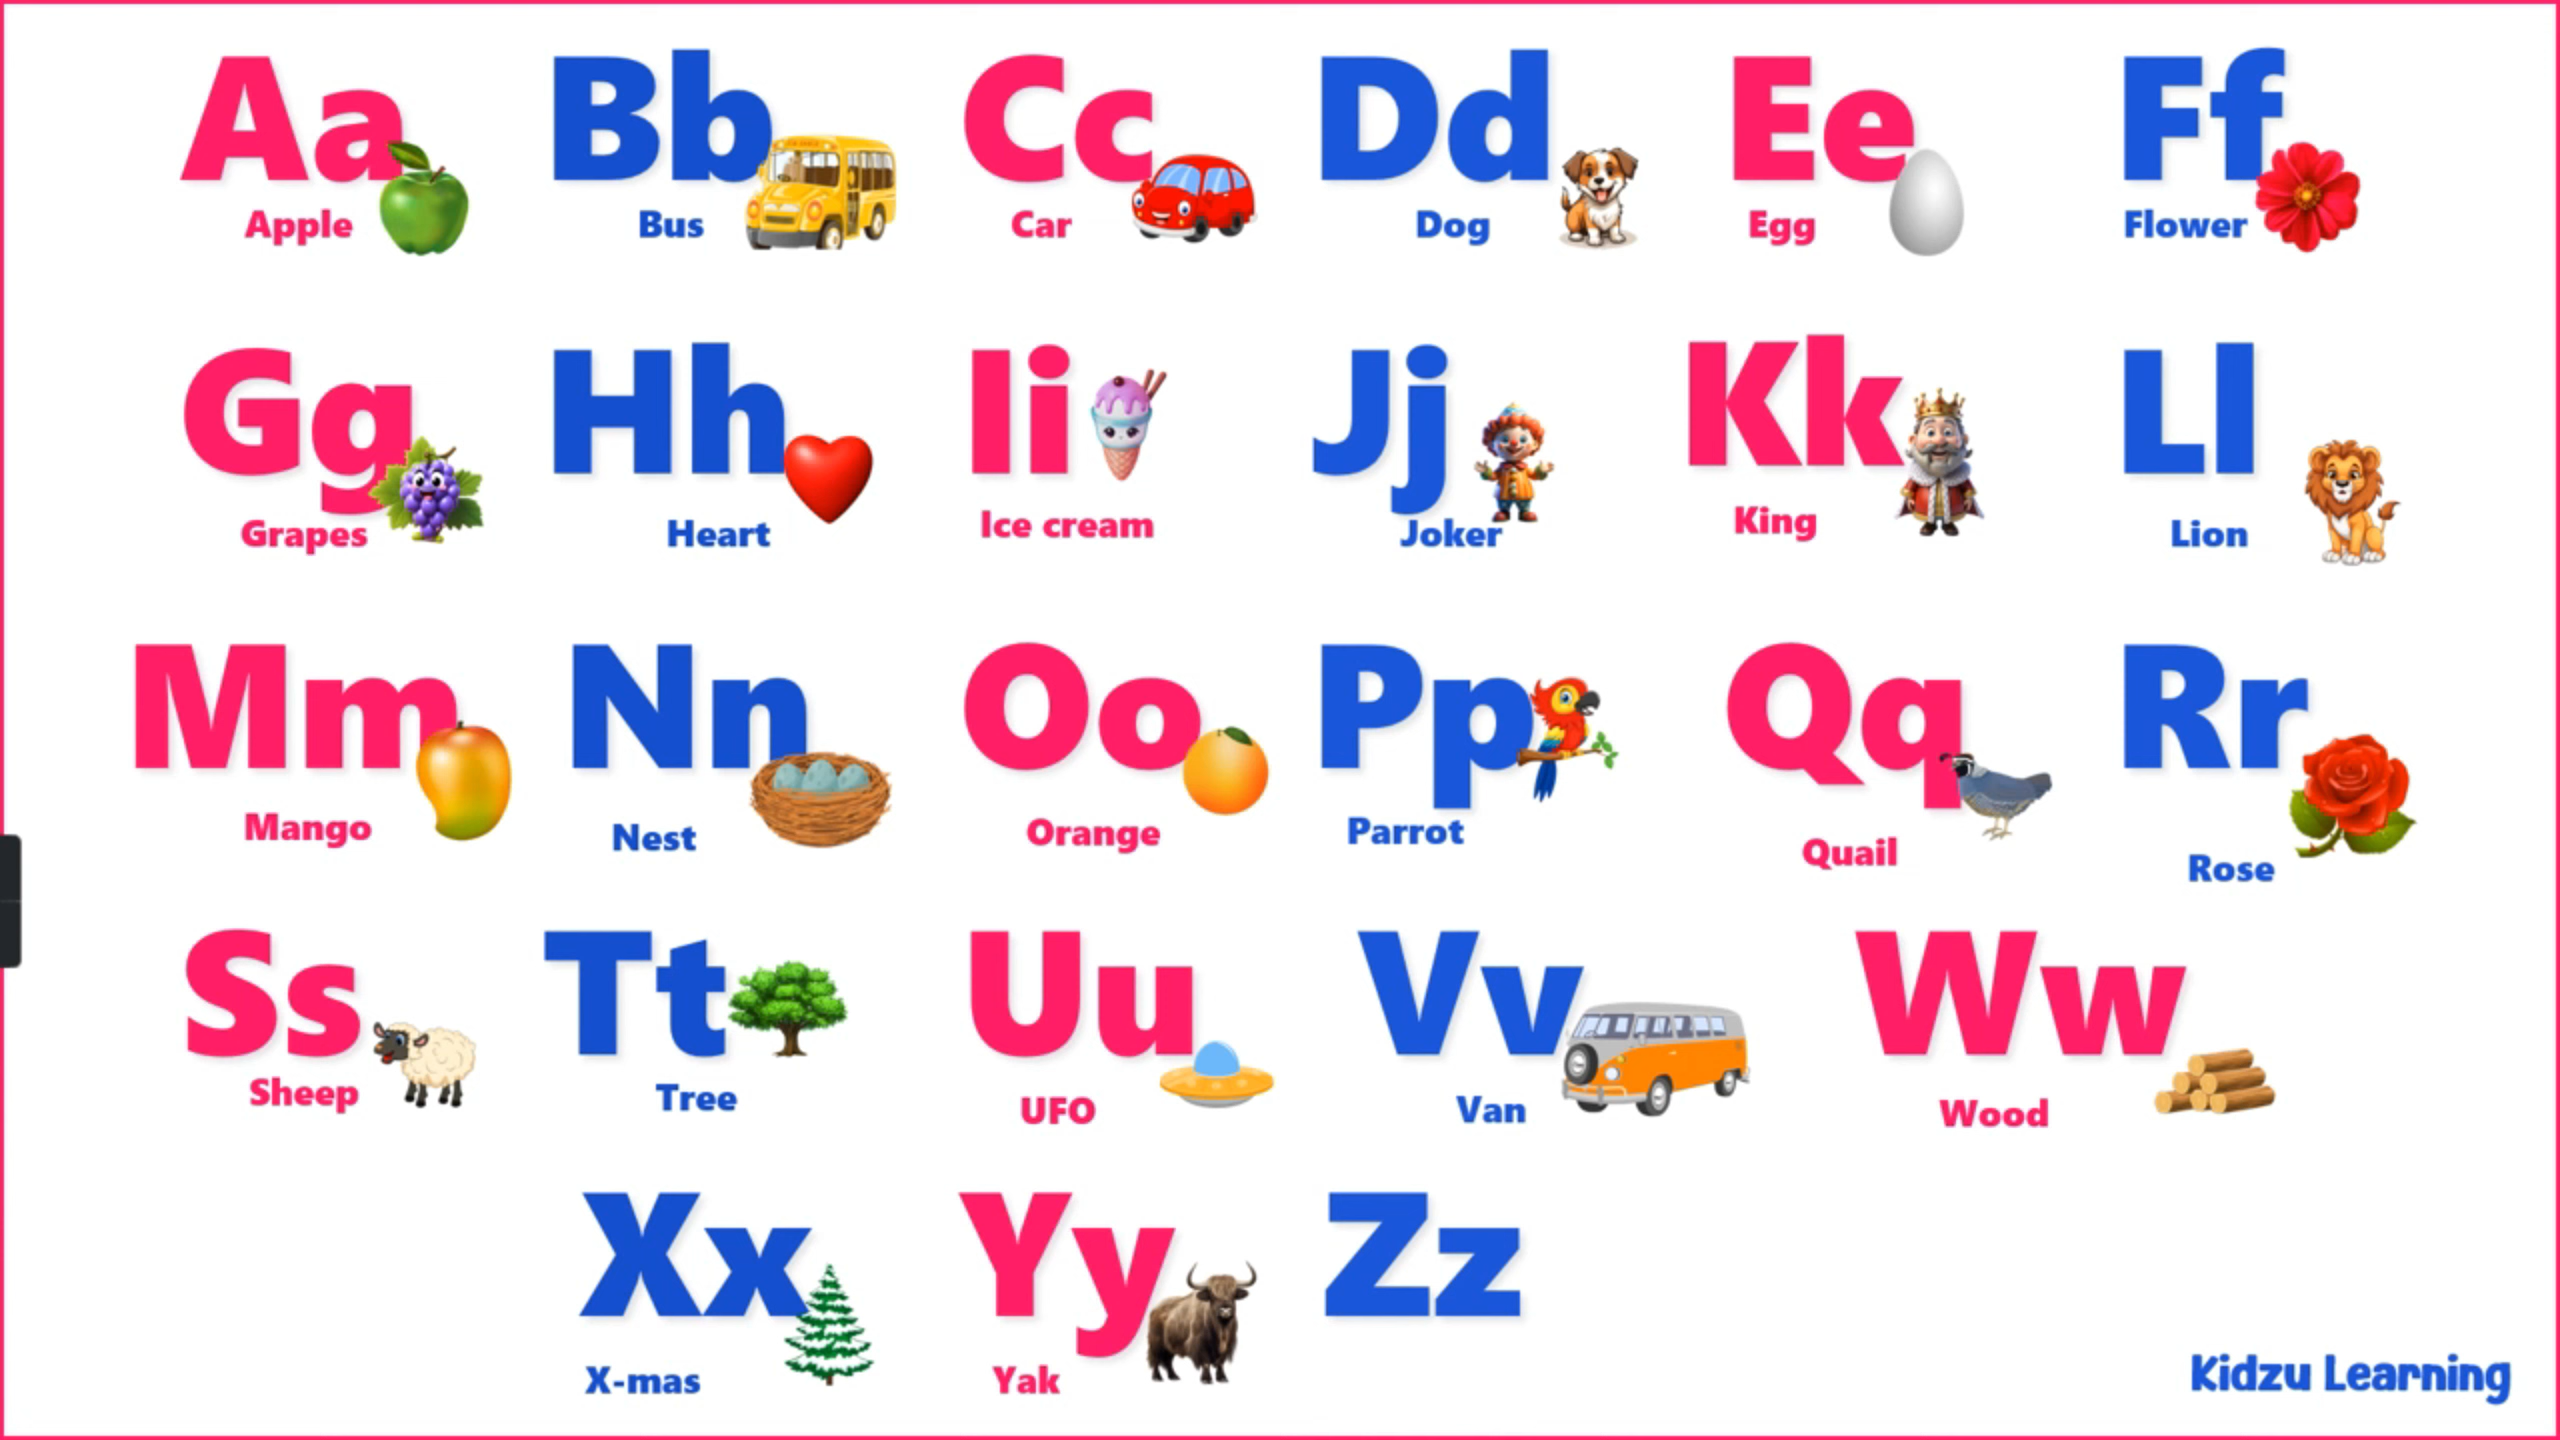 Aa Bb Cc Dd Ee Ff
Apple Bus Car Dog Egg Flower
Gg Hh Ii Jj Kk Ll
Grapes Heart Ice cream Joker King Lion
Mm Nn Oo Pp Qq Rr
Mango Nest Orange Parrot Quail Rose
Ss Tt Uu Vv Ww
Sheep Tree UFO Van Wood
Xx Yy Zz
X-mas Yak
Kidzu Learning